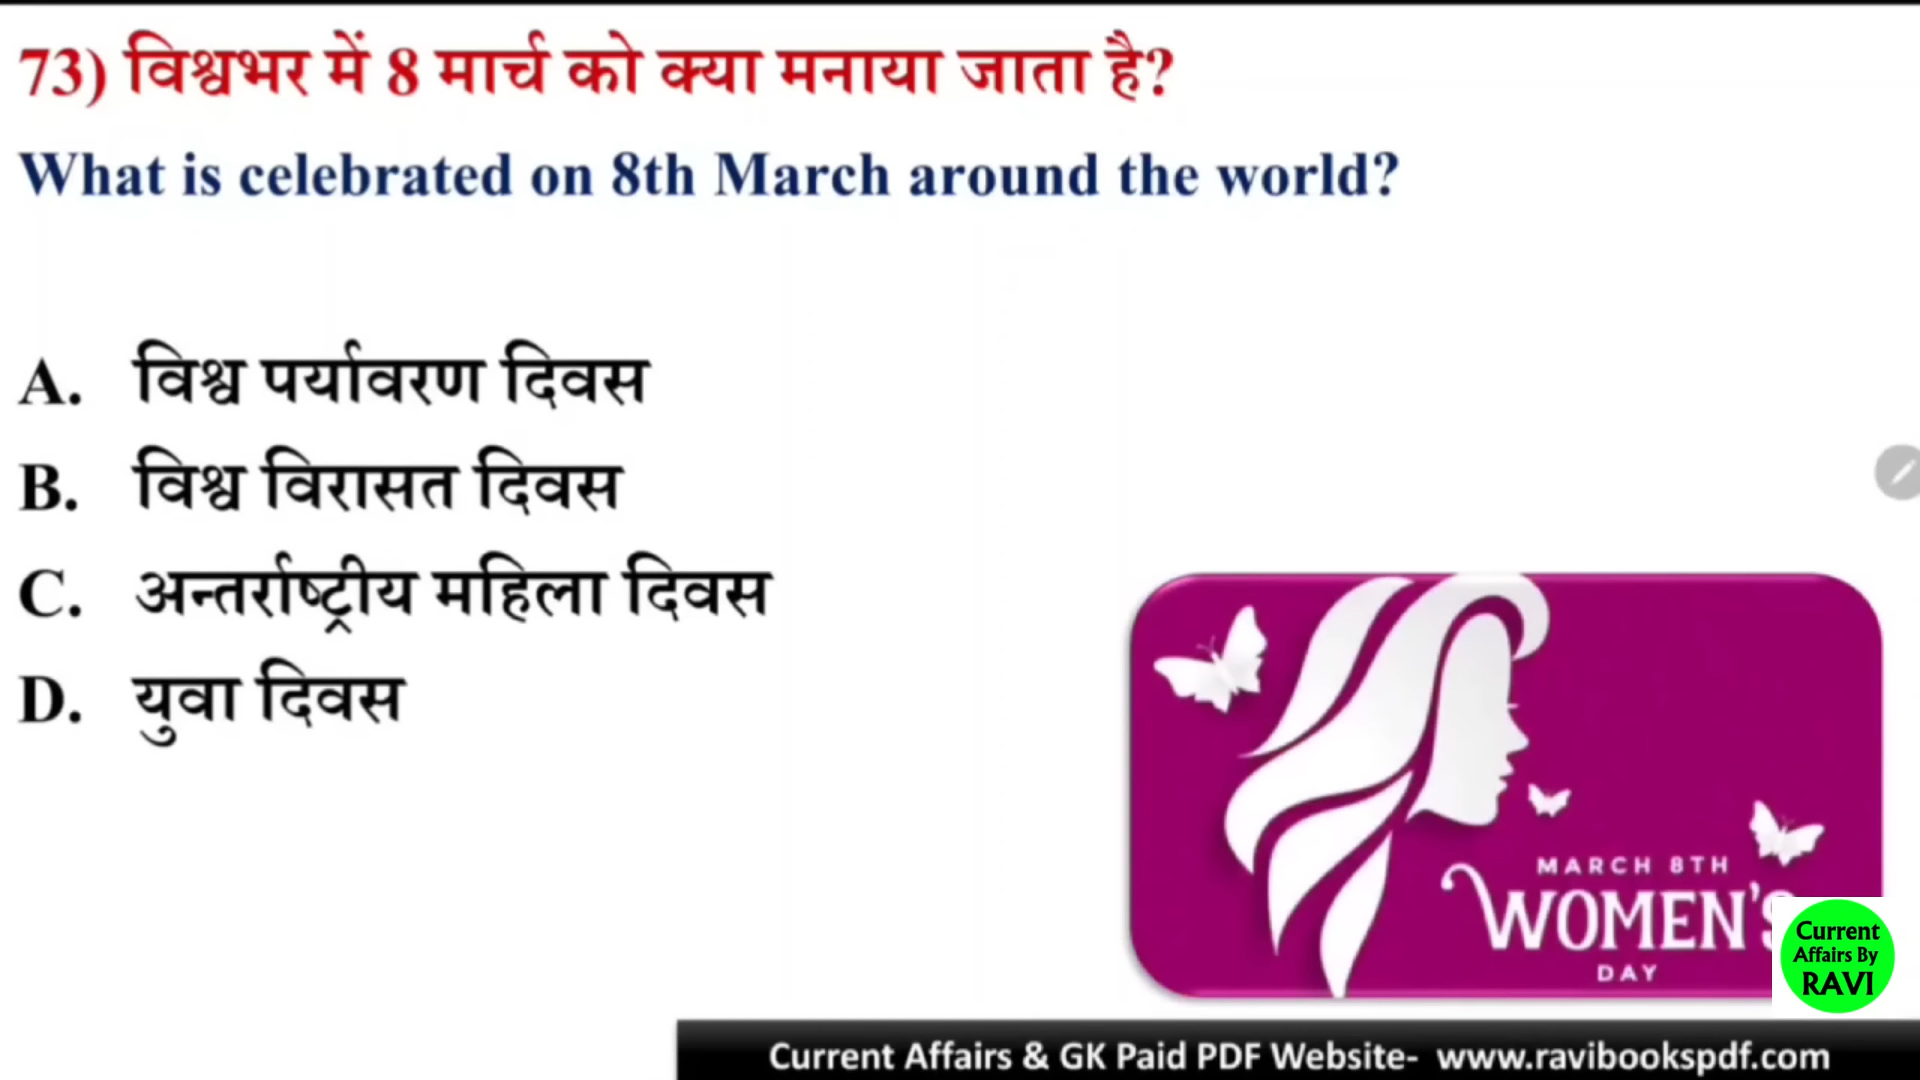 73) विश्वभर में 8 मार्च को क्या मनाया जाता है?
What is celebrated on 8th March around the world?
A. विश्व पर्यावरण दिवस
B. विश्व विरासत दिवस
C. अन्तर्राष्ट्रीय महिला दिवस
D. युवा दिवस
MARCH 8TH
WOMEN'S
DAY
Current
Affairs By
RAVI
Current Affairs & GK Paid PDF Website- www.ravibookspdf.com